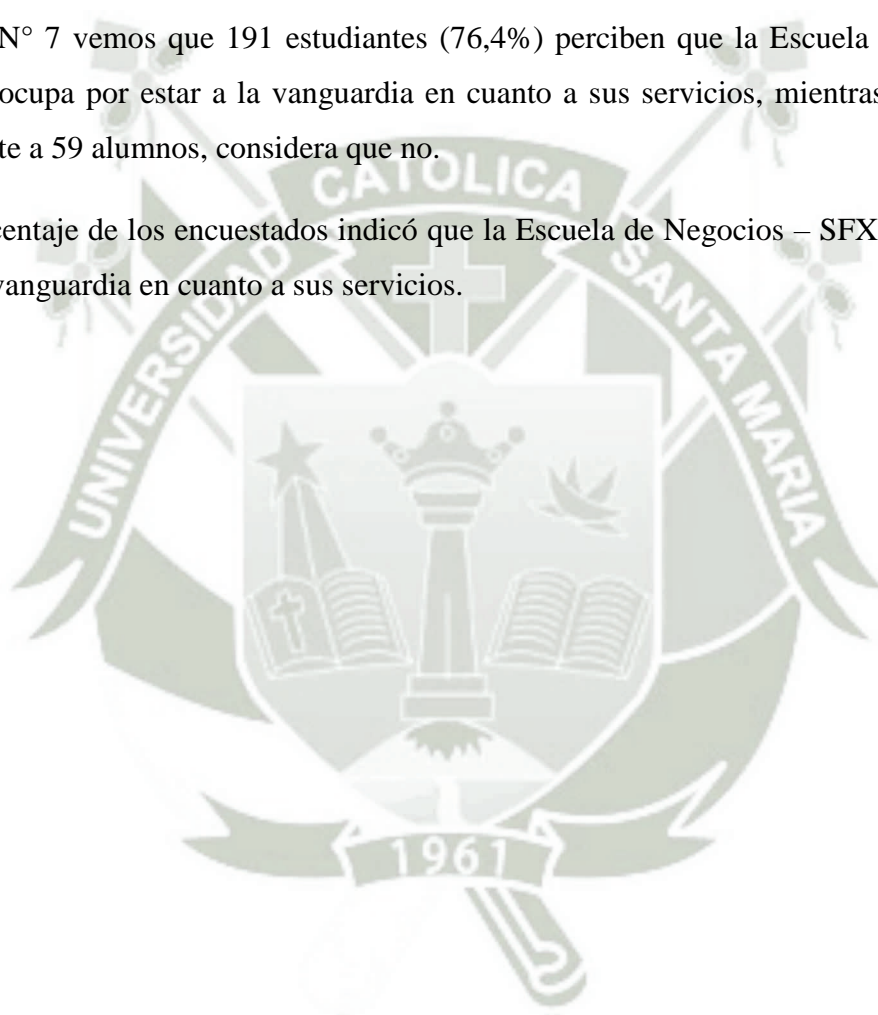 N° 7 vemos que 191 estudiantes (76,4%) perciben que la Escuela
ocupa por estar a la vanguardia en cuanto a sus servicios, mientras
te a 59 alumnos, considera que no.
centaje de los encuestados indicó que la Escuela de Negocios – SFX
vanguardia en cuanto a sus servicios.
UNIVERSIDAD CATOLICA SANTA MARIA
1961